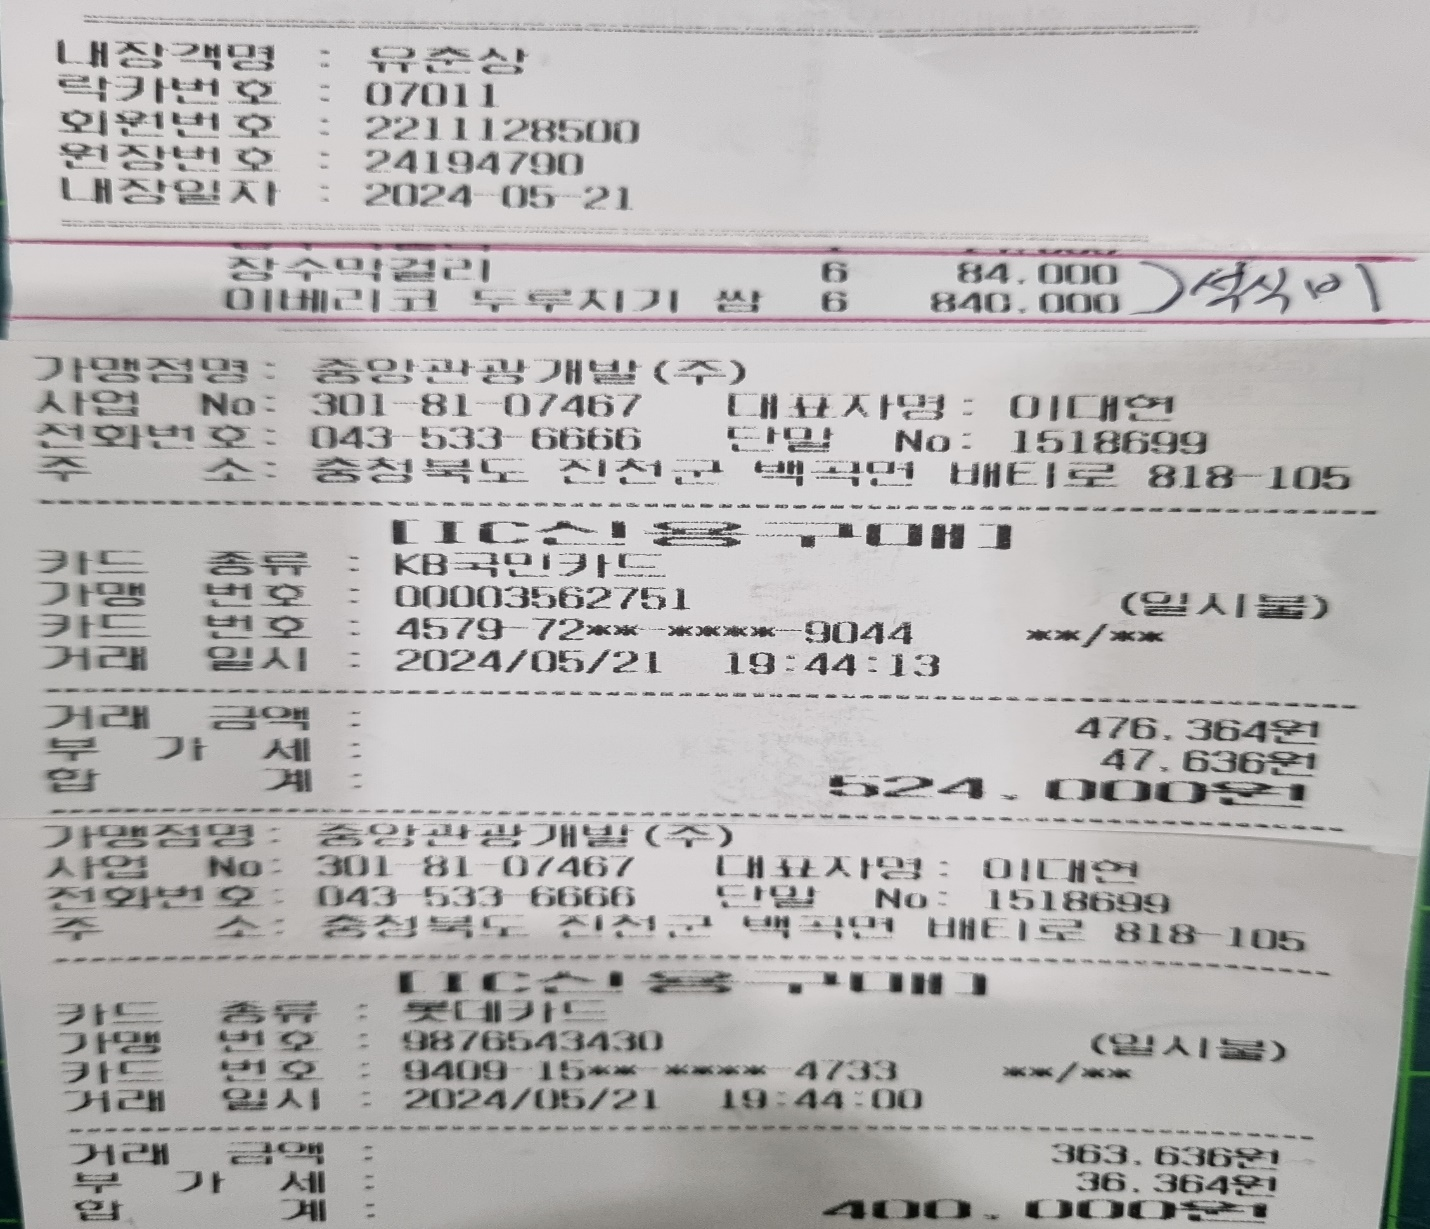 내장객명 : 유춘상
락카번호 : 07011
회원번호 : 2211128500
원장번호 : 24194790
내장일자 : 2024-05-21
장수막걸리 6 84,000
이베리코 두루치기 쌈 6 840,000 석식비
가맹점명: 중앙관광개발(주)
사업 No: 301-81-07467 대표자명: 이대현
전화번호: 043-533-6666 단말 No: 1518699
주 소: 충청북도 진천군 백곡면 배티로 818-105
[IC신용구매]
카드 종류 : KB국민카드
가맹 번호 : 00003562751 (일시불)
카드 번호 : 4579-72**-****-9044 **/**
거래 일시 : 2024/05/21 19:44:13
거래 금액 : 476,364원
부 가 세 : 47,636원
합 계 : 524,000원
가맹점명: 중앙관광개발(주)
사업 No: 301-81-07467 대표자명: 이대현
전화번호: 043-533-6666 단말 No: 1518699
주 소: 충청북도 진천군 백곡면 배티로 818-105
[IC신용구매]
카드 종류 : 롯데카드
가맹 번호 : 9876543430 (일시불)
카드 번호 : 9409-15**-****-4733 **/**
거래 일시 : 2024/05/21 19:44:00
거래 금액 : 363,636원
부 가 세 : 36,364원
합 계 : 400,000원